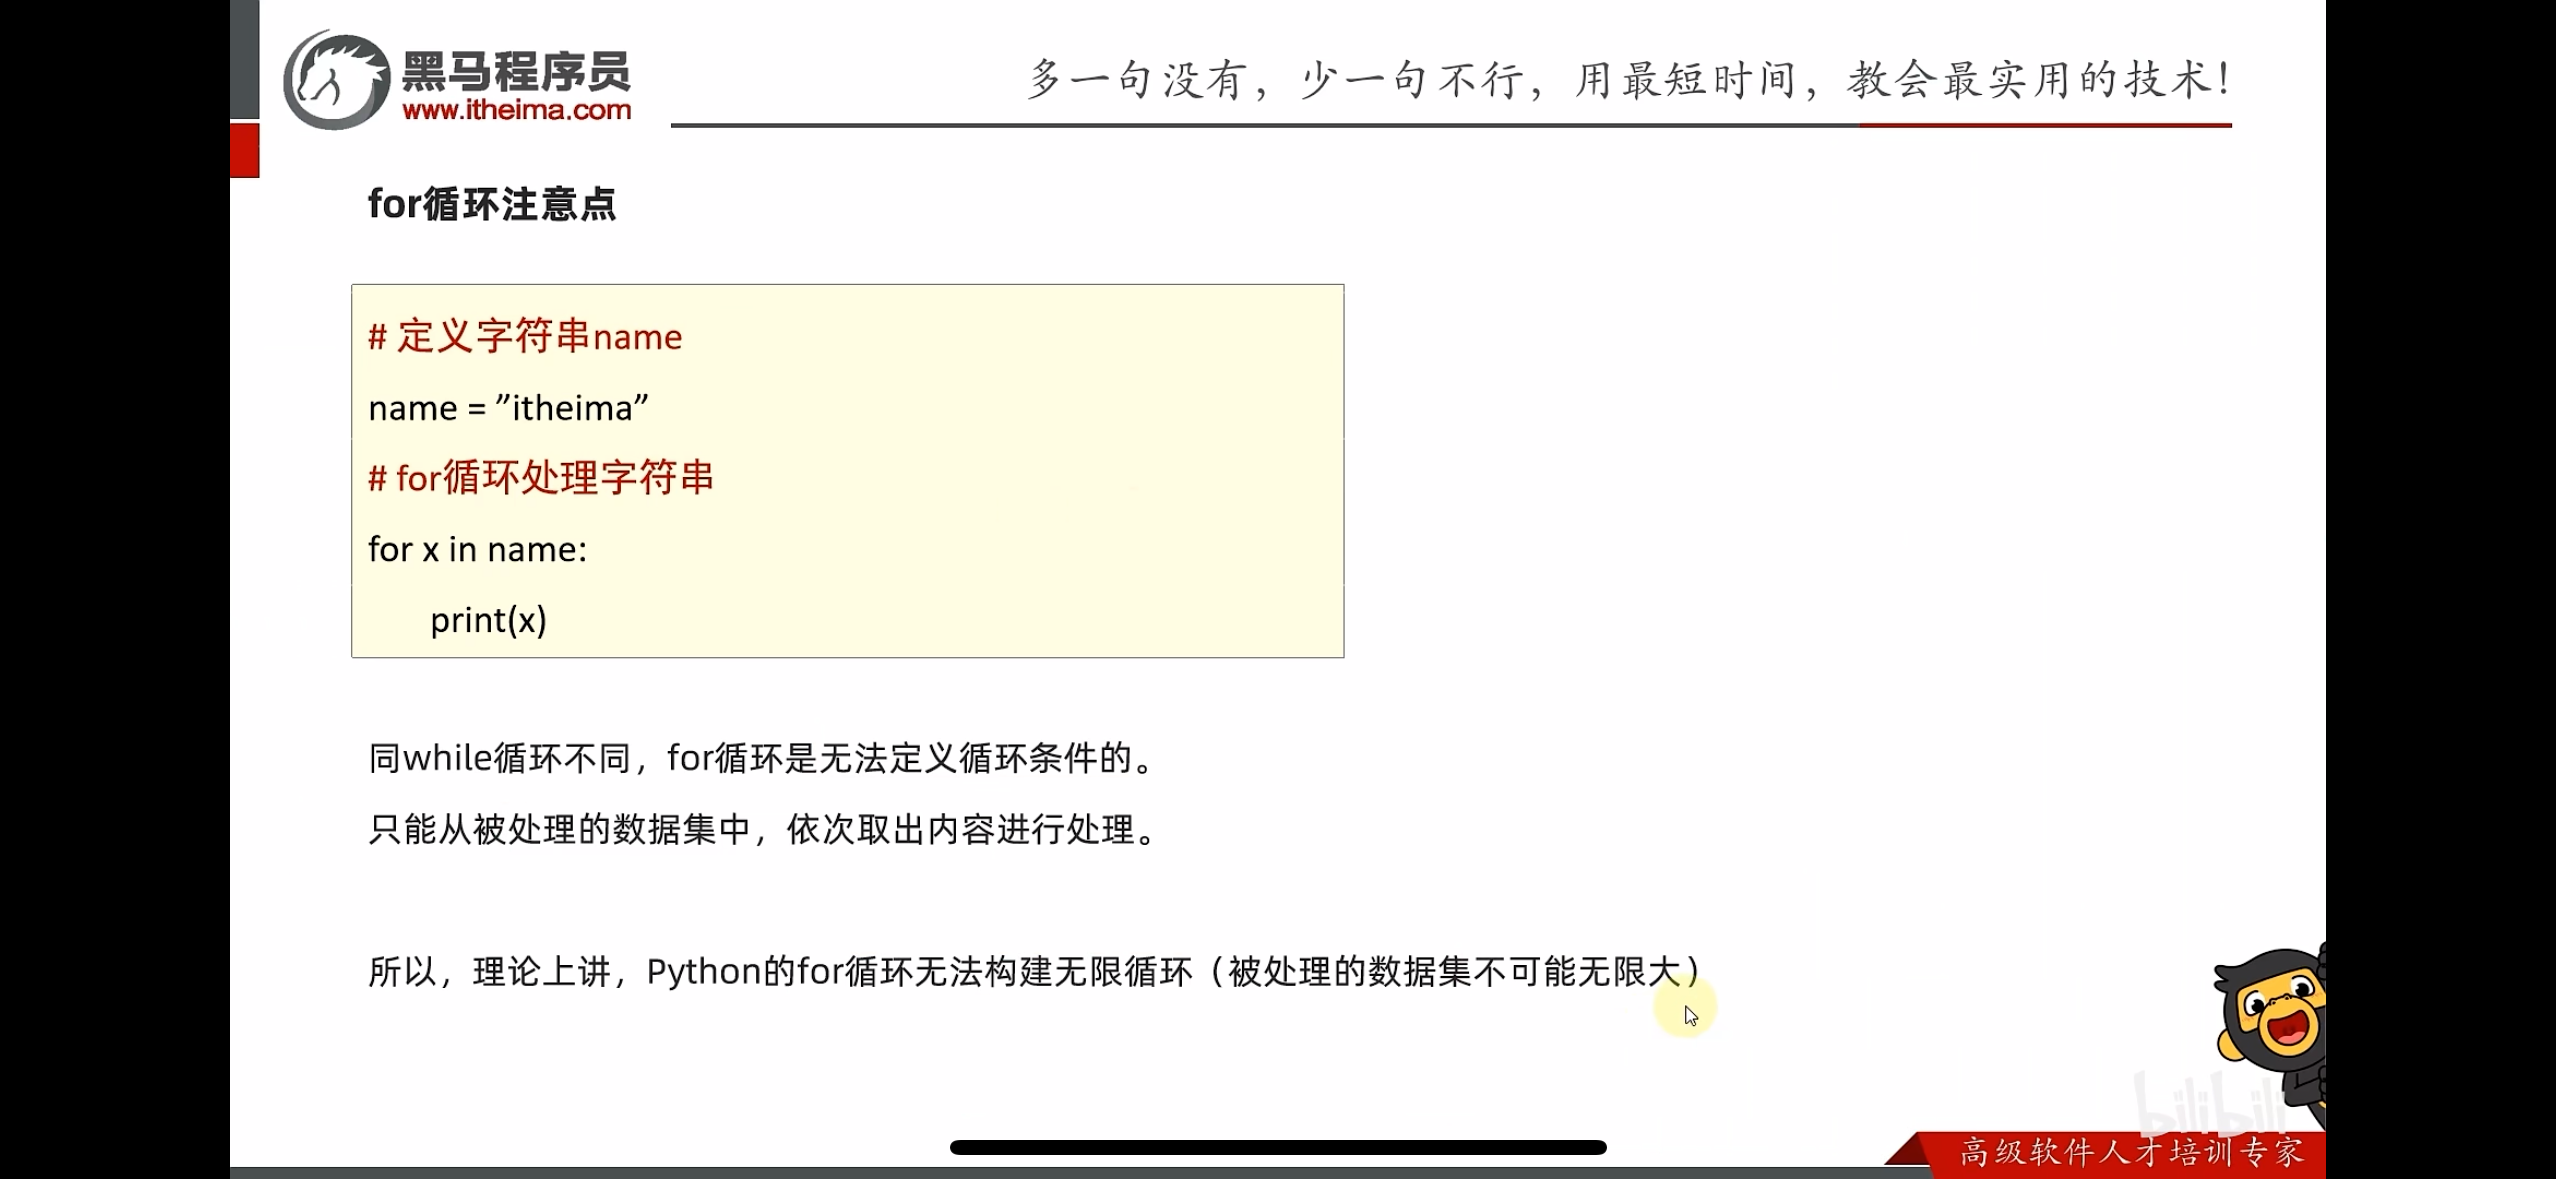 黑马程序员
www.itheima.com
多一句没有，少一句不行，用最短时间，教会最实用的技术！
for循环注意点
# 定义字符串name
name = ”itheima”
# for循环处理字符串
for x in name:
print(x)
同while循环不同，for循环是无法定义循环条件的。
只能从被处理的数据集中，依次取出内容进行处理。
所以，理论上讲，Python的for循环无法构建无限循环（被处理的数据集不可能无限大）
bilibili
高级软件人才培训专家